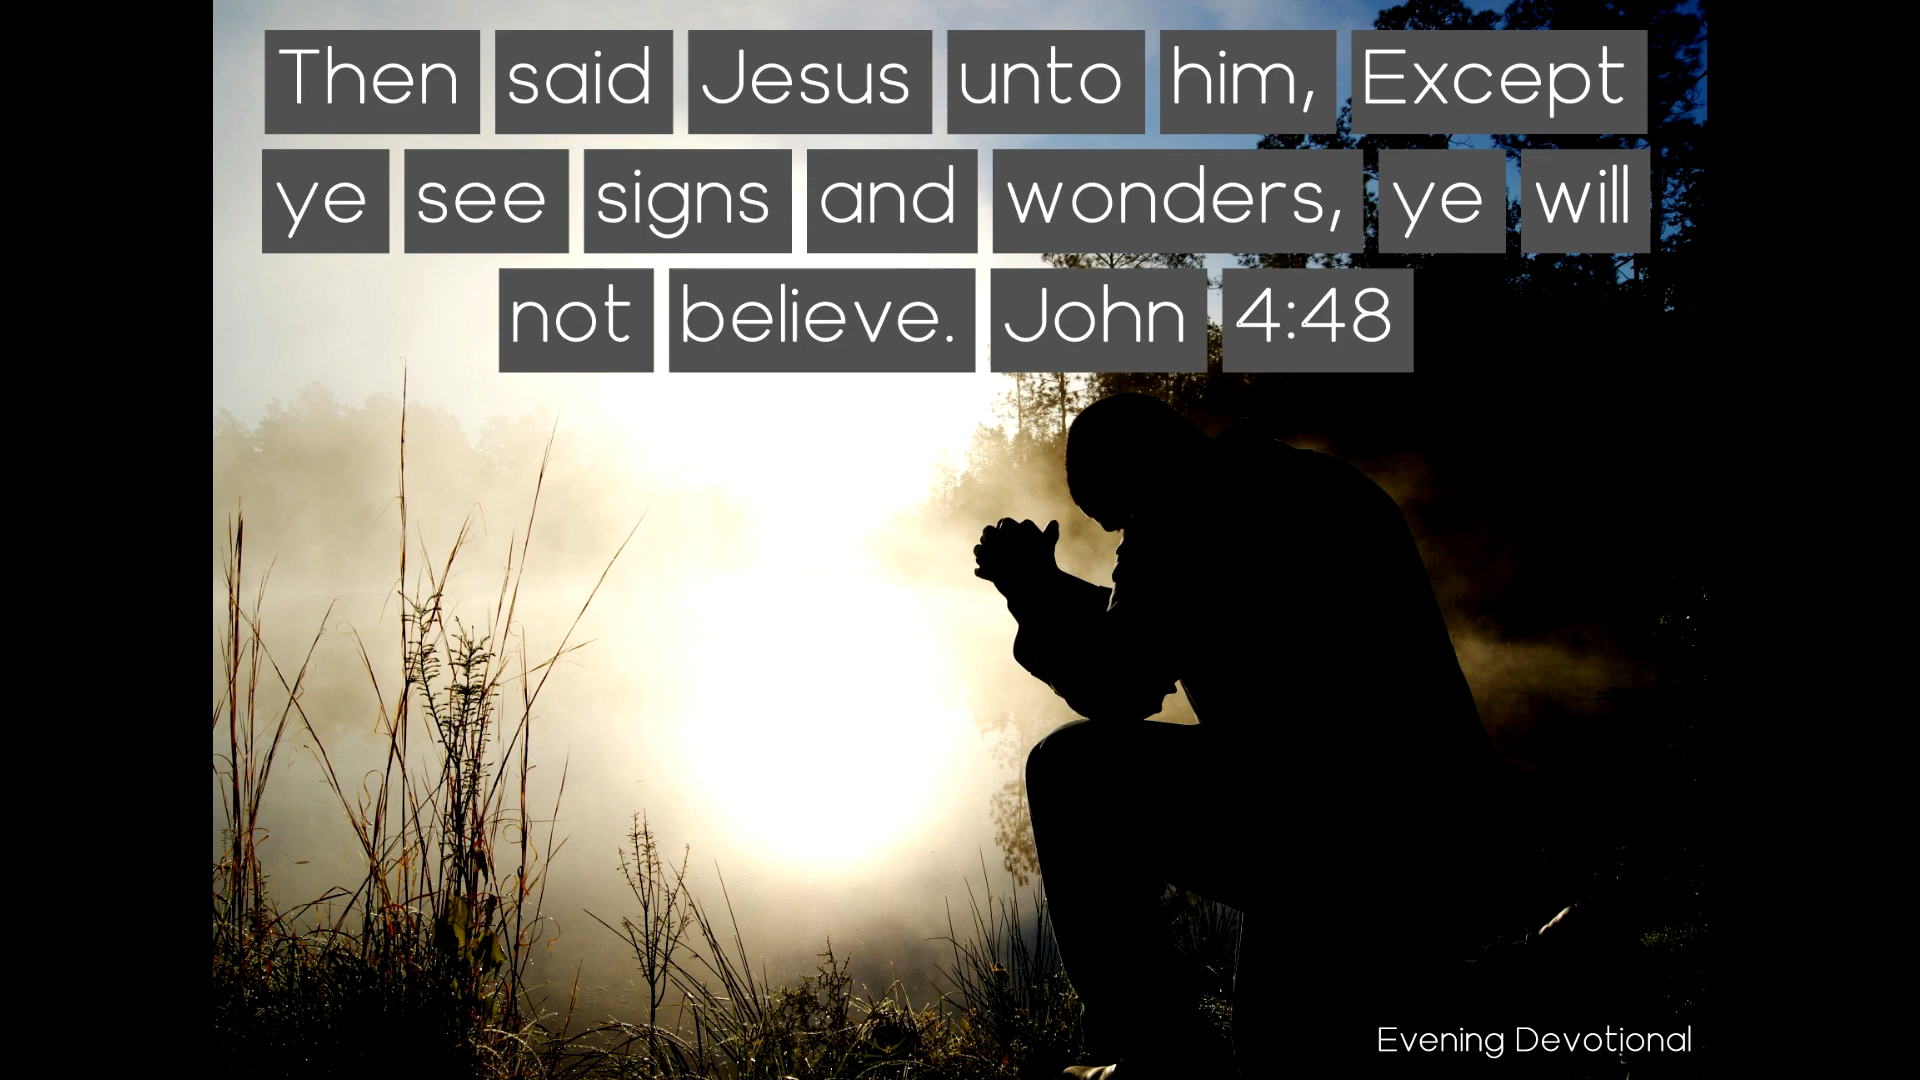 Then said Jesus unto him, Except
ye see signs and wonders, ye will
not believe. John 4:48
Evening Devotional